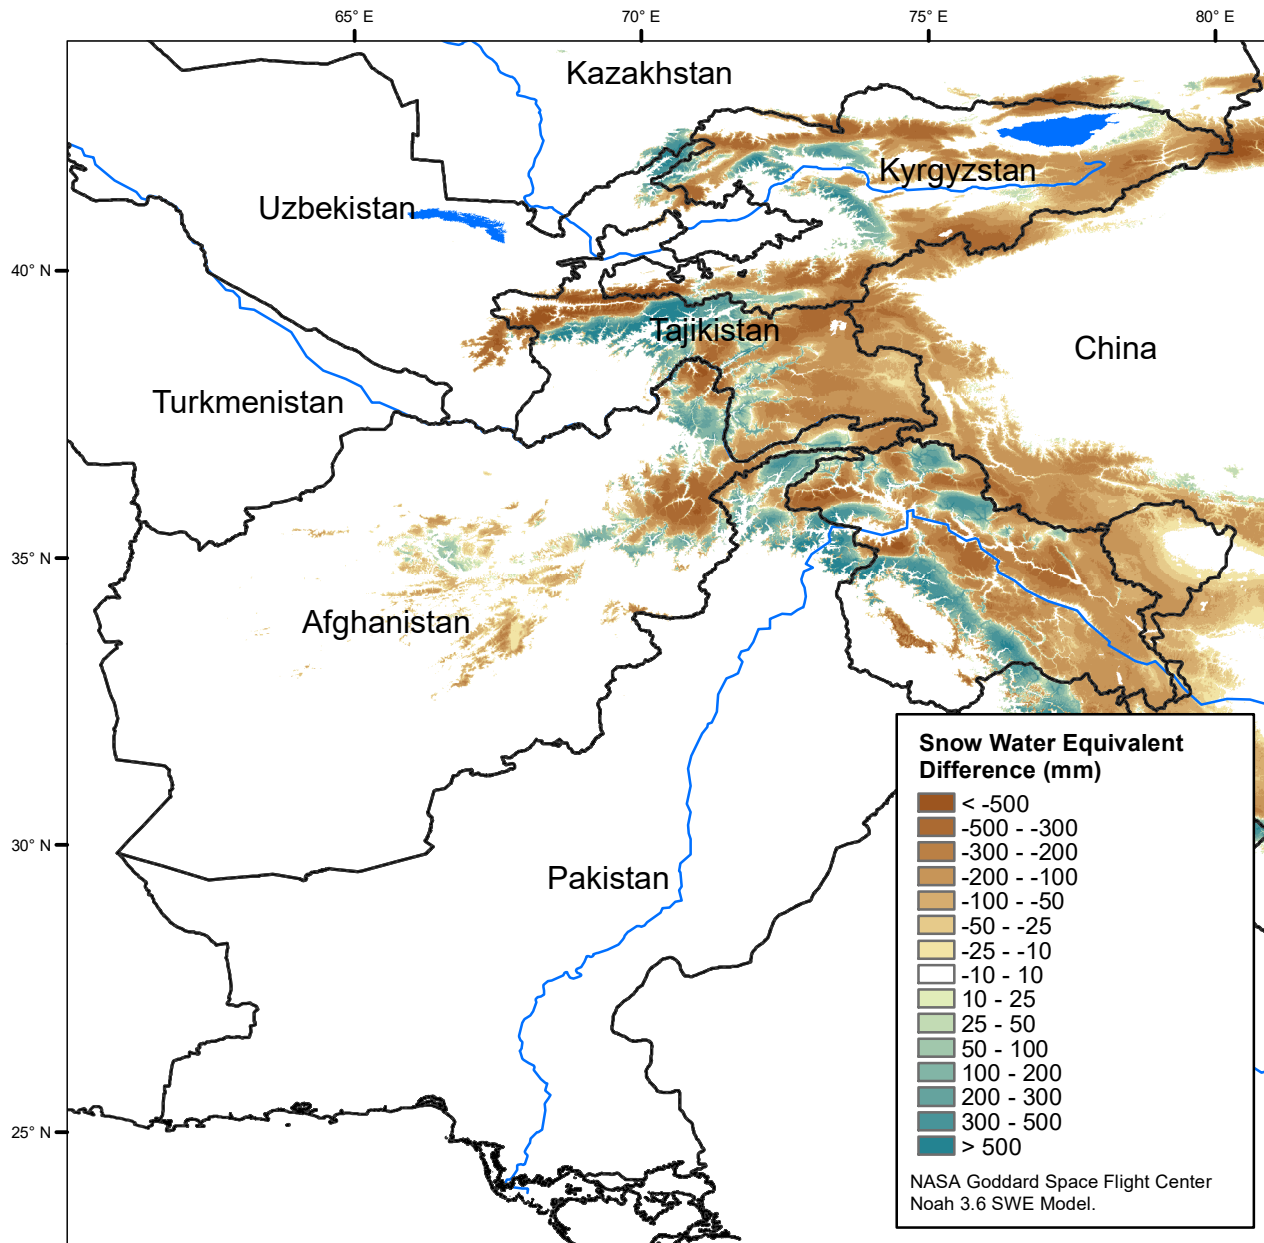 65° E
70° E
75° E
80° E
Kazakhstan
Kyrgyzstan
Uzbekistan
40° N
Tajikistan
China
Turkmenistan
35° N
Afghanistan
Snow Water Equivalent
Difference (mm)
< -500
-500 - -300
-300 - -200
-200 - -100
-100 - -50
-50 - -25
-25 - -10
-10 - 10
10 - 25
25 - 50
50 - 100
100 - 200
200 - 300
300 - 500
> 500
NASA Goddard Space Flight Center
Noah 3.6 SWE Model.
30° N
Pakistan
25° N